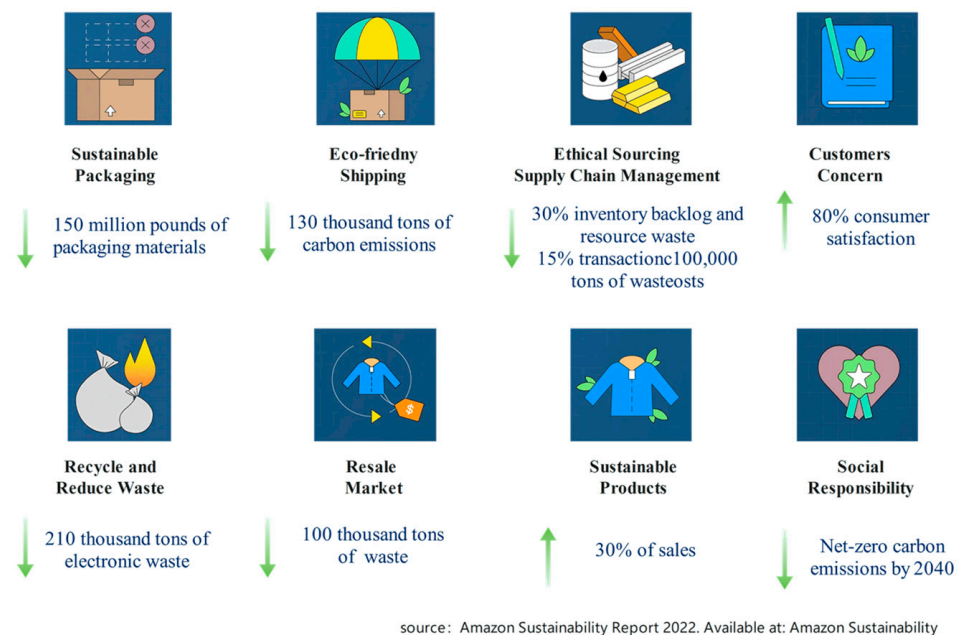 Sustainable
Packaging
150 million pounds of
packaging materials
Eco-friedny
Shipping
130 thousand tons of
carbon emissions
Ethical Sourcing
Supply Chain Management
30% inventory backlog and
resource waste
15% transactionc100,000
tons of wasteosts
Customers
Concern
80% consumer
satisfaction
Recycle and
Reduce Waste
210 thousand tons of
electronic waste
$
Resale
Market
100 thousand tons
of waste
Sustainable
Products
30% of sales
Social
Responsibility
Net-zero carbon
emissions by 2040
source: Amazon Sustainability Report 2022. Available at: Amazon Sustainability